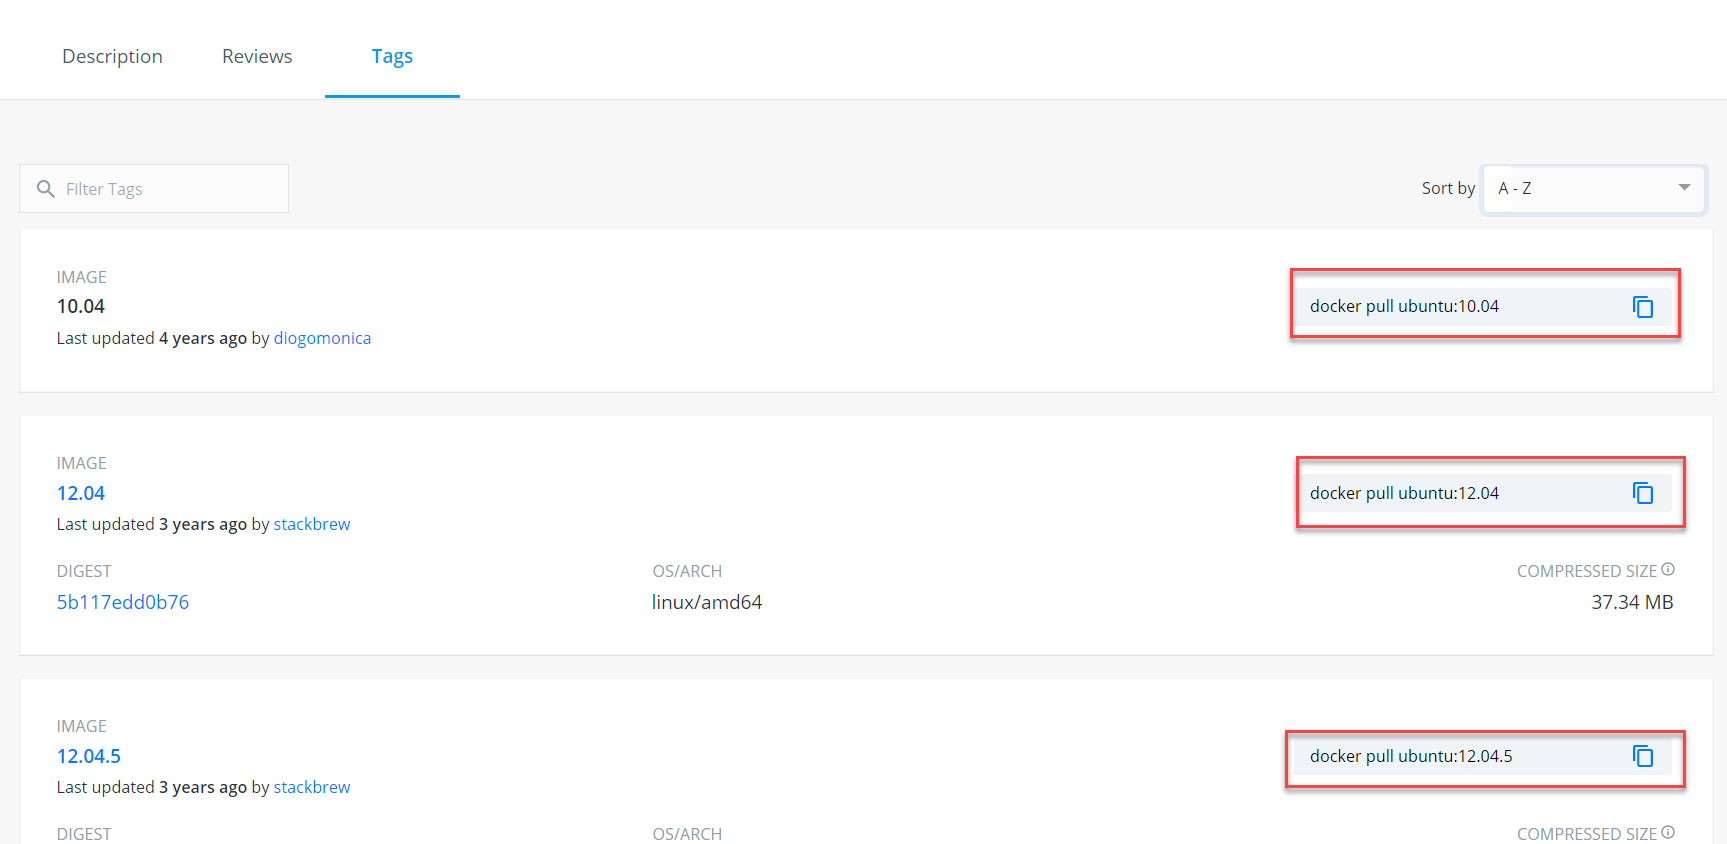 Description Reviews Tags
Filter Tags
Sort by A - Z
IMAGE
10.04
docker pull ubuntu:10.04
Last updated 4 years ago by diogomonica
IMAGE
12.04
docker pull ubuntu:12.04
Last updated 3 years ago by stackbrew
DIGEST OS/ARCH COMPRESSED SIZE
5b117edd0b76 linux/amd64 37.34 MB
IMAGE
12.04.5
docker pull ubuntu:12.04.5
Last updated 3 years ago by stackbrew
DIGEST OS/ARCH COMPRESSED SIZE